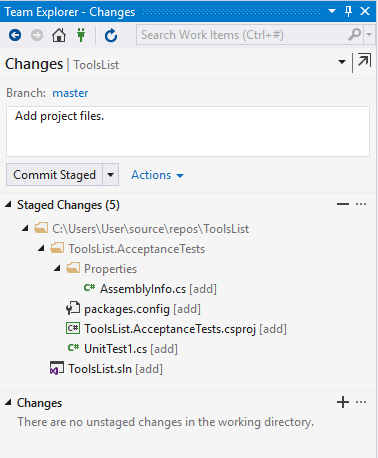 Team Explorer - Changes
Search Work Items (Ctrl+#)
Changes | ToolsList
Branch: master
Add project files.
Commit Staged Actions
Staged Changes (5)
C:\Users\User\source\repos\ToolsList
ToolsList.AcceptanceTests
Properties
C# AssemblyInfo.cs [add]
packages.config [add]
C# ToolsList.AcceptanceTests.csproj [add]
C# UnitTest1.cs [add]
ToolsList.sln [add]
Changes
There are no unstaged changes in the working directory.